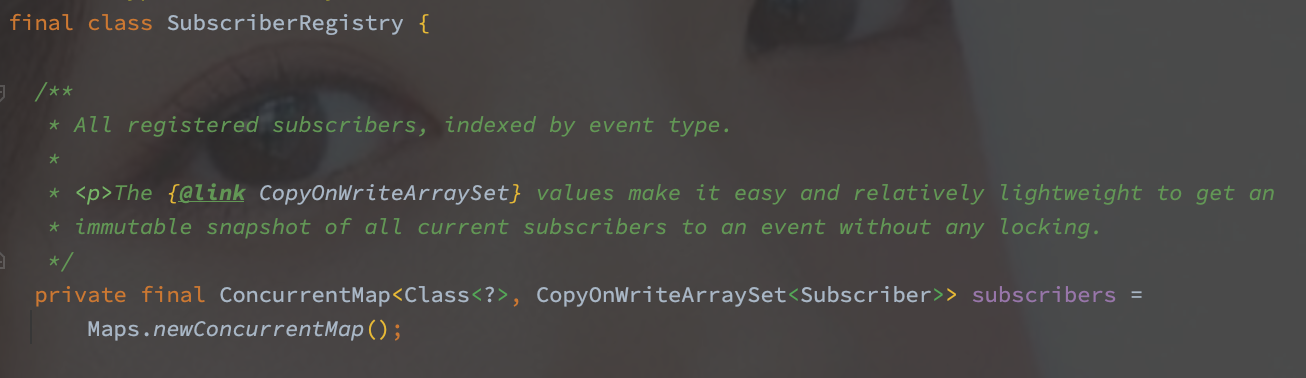 final class SubscriberRegistry {
/**
* All registered subscribers, indexed by event type.
*
* <p>The {@link CopyOnWriteArraySet} values make it easy and relatively lightweight to get an
* immutable snapshot of all current subscribers to an event without any locking.
*/
private final ConcurrentMap<Class<?>, CopyOnWriteArraySet<Subscriber>> subscribers =
Maps.newConcurrentMap();